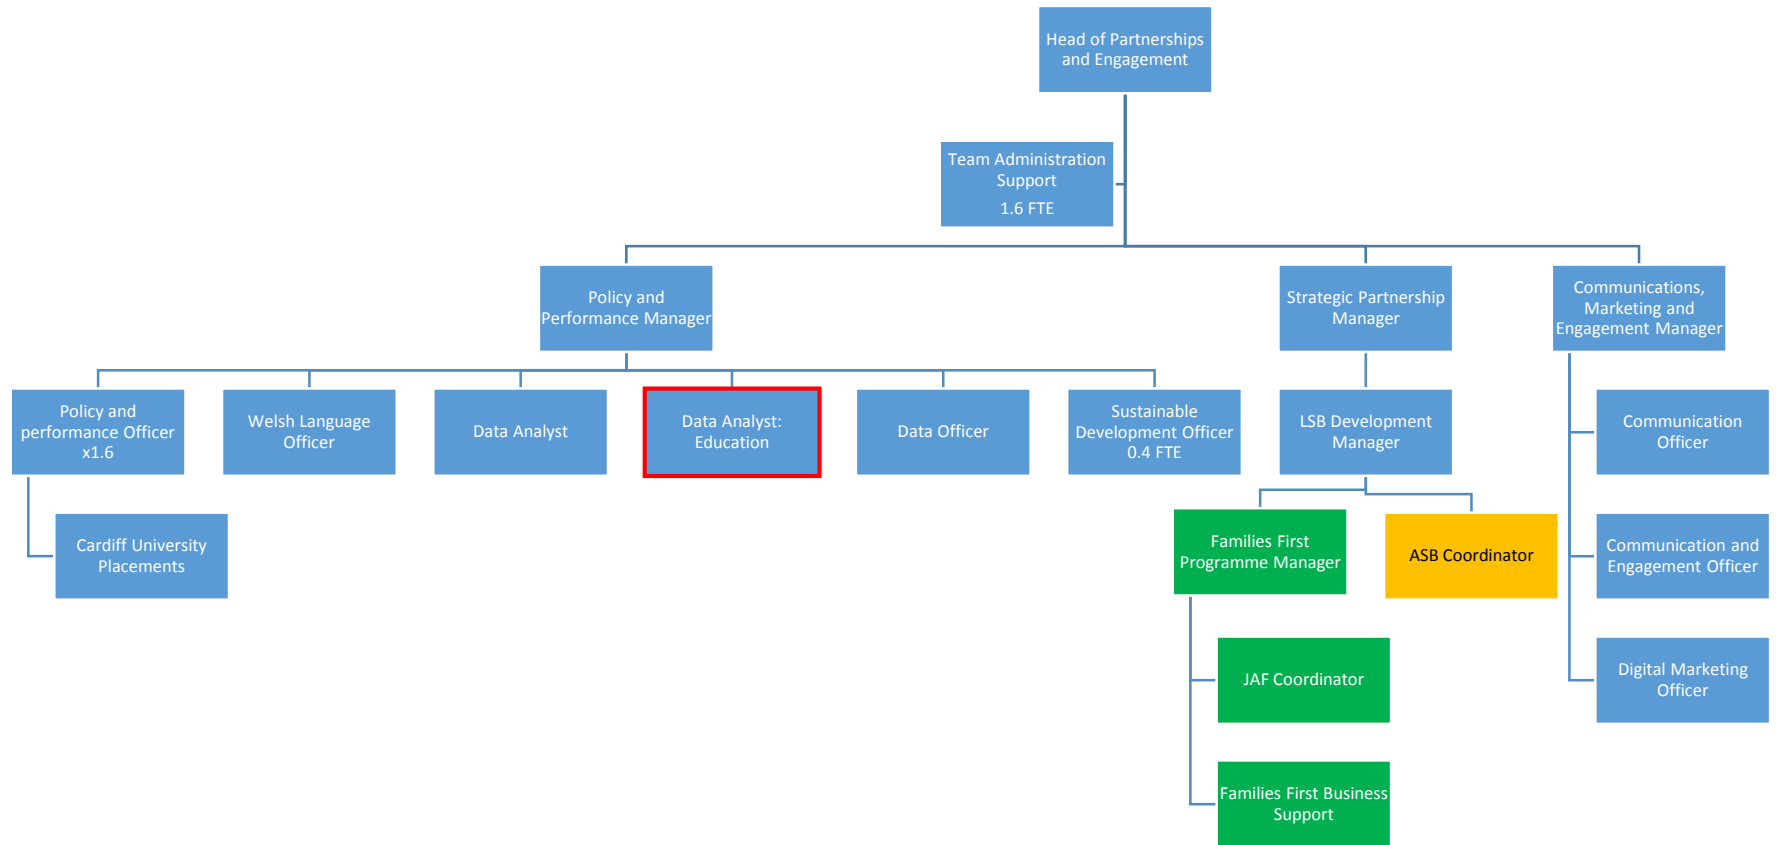 Head of Partnerships
and Engagement
Team Administration
Support
1.6 FTE
Policy and
Performance Manager
Strategic Partnership
Manager
Communications,
Marketing and
Engagement Manager
Policy and
performance Officer
x1.6
Welsh Language
Officer
Data Analyst
Data Analyst:
Education
Data Officer
Sustainable
Development Officer
0.4 FTE
LSB Development
Manager
Communication
Officer
Cardiff University
Placements
Families First
Programme Manager
ASB Coordinator
Communication and
Engagement Officer
JAF Coordinator
Digital Marketing
Officer
Families First Business
Support